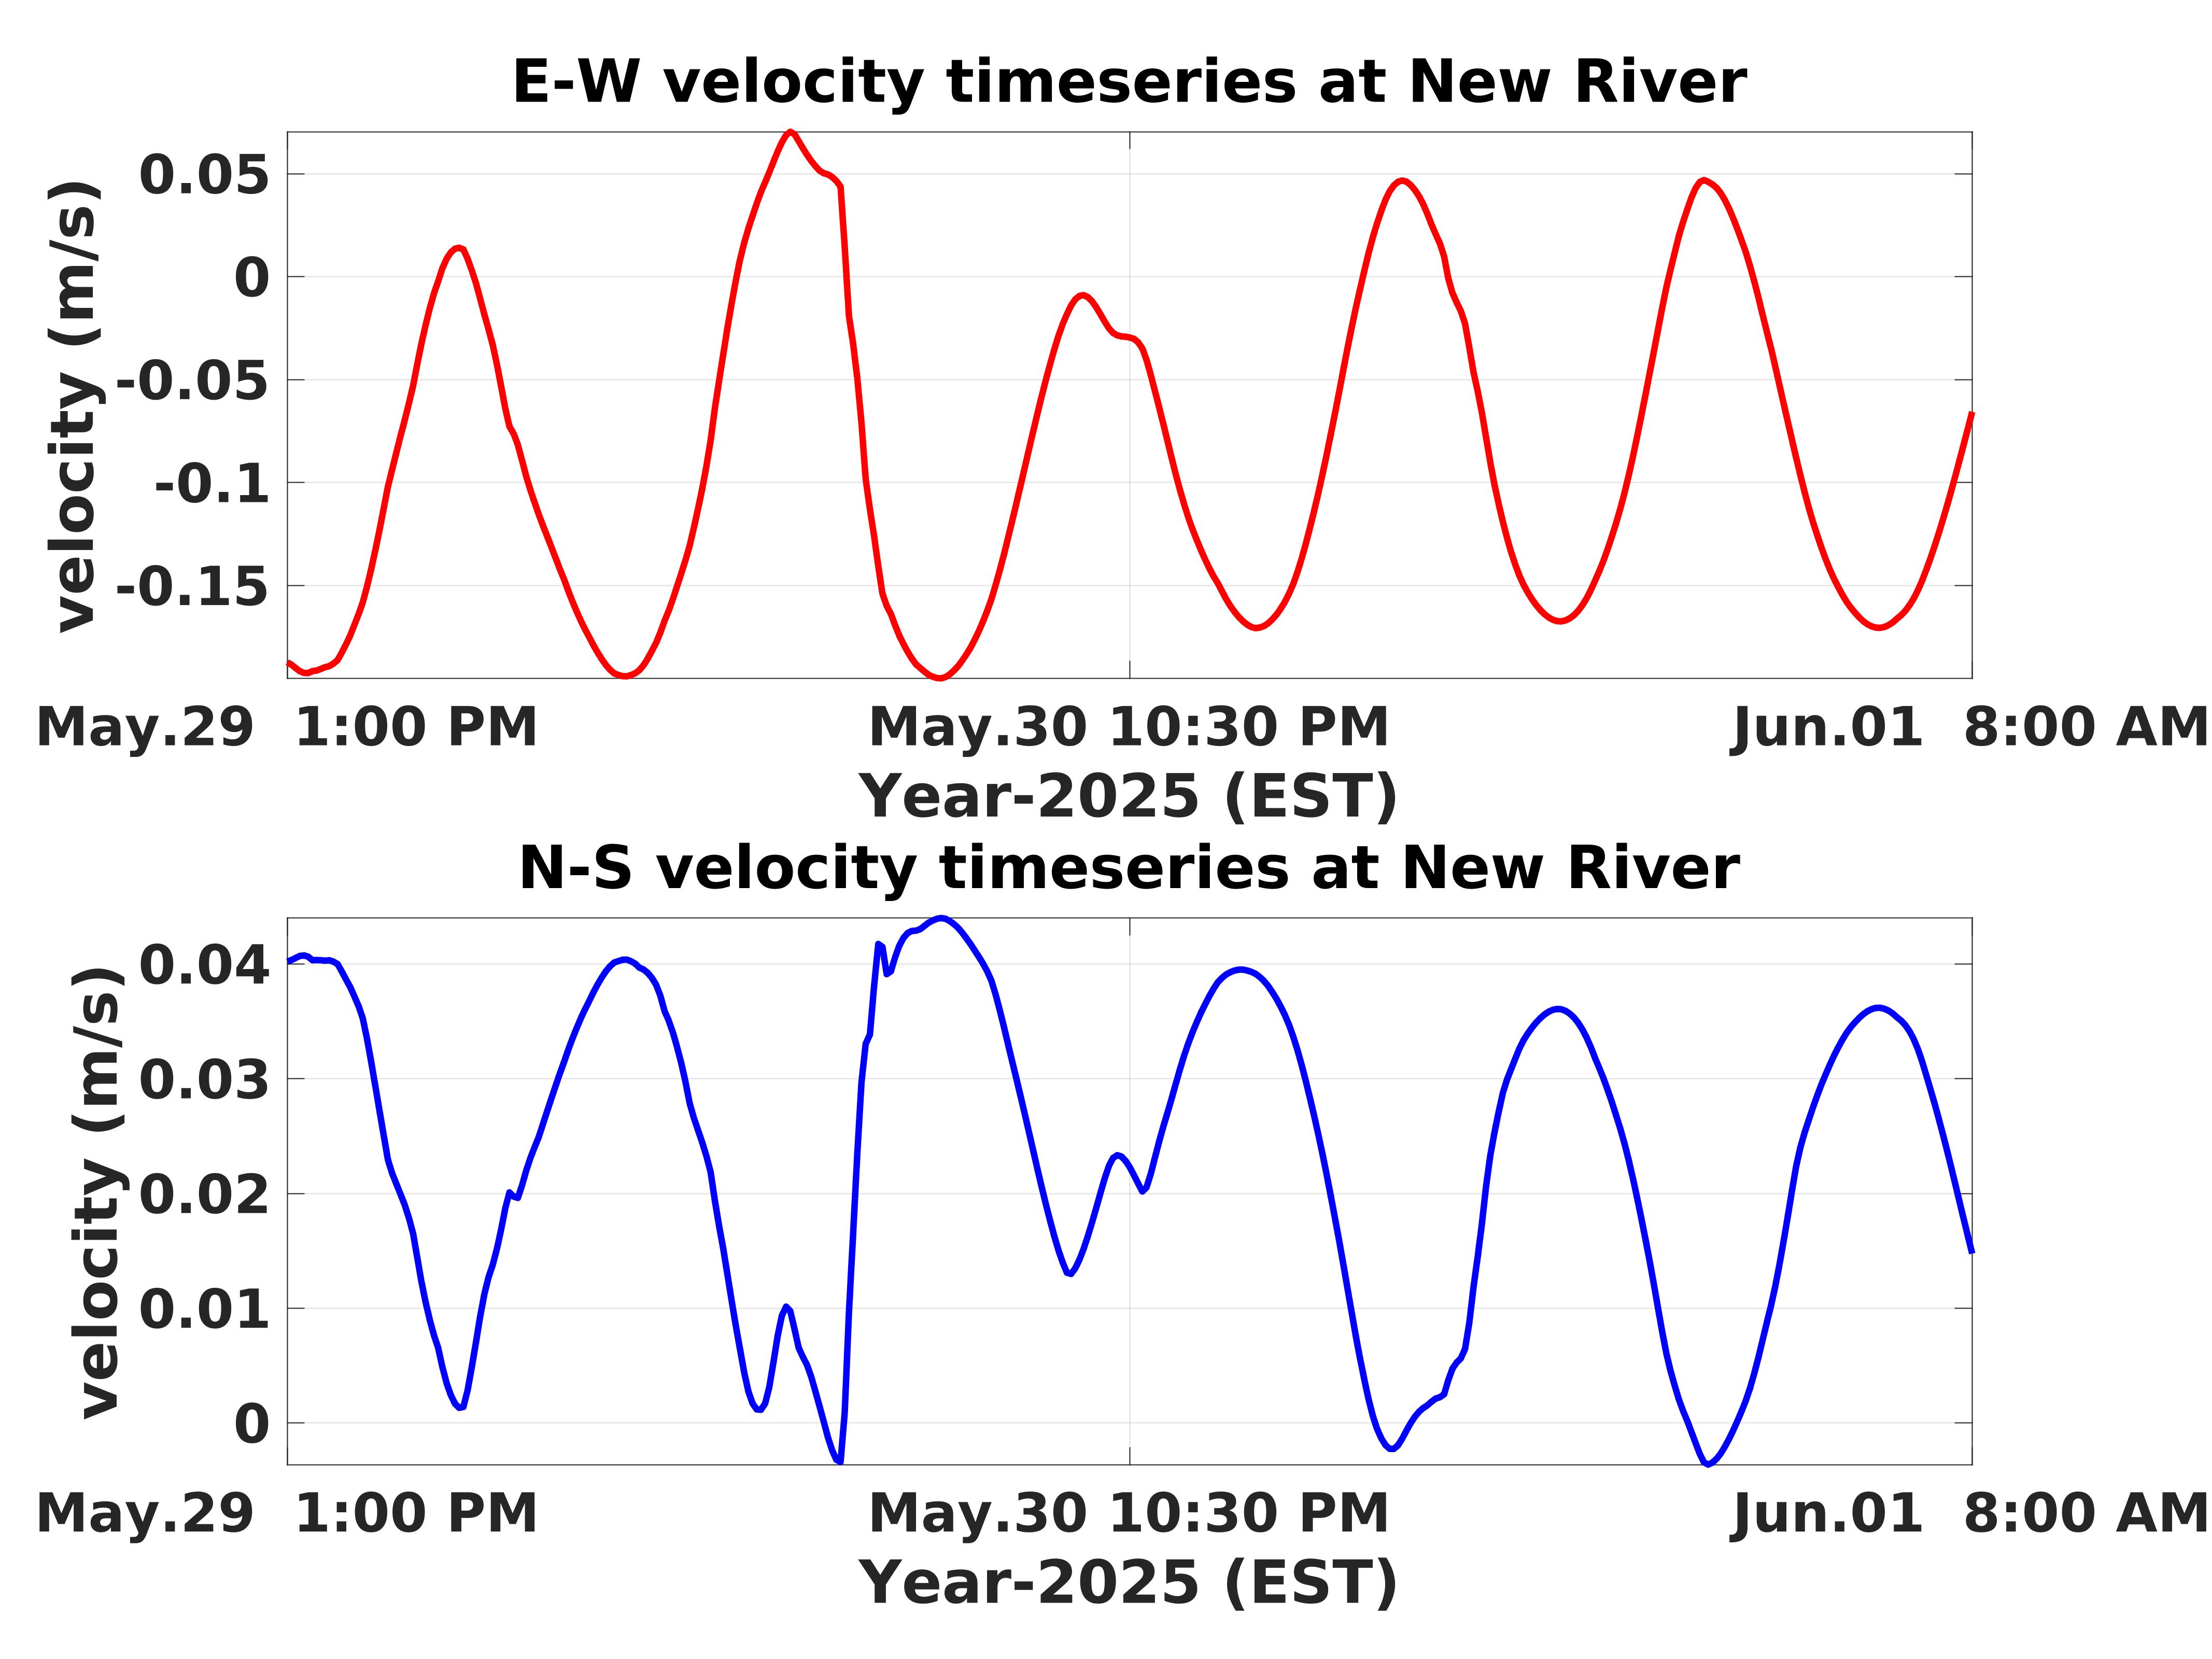 E-W velocity timeseries at New River
velocity (m/s)
0.05
0
-0.05
-0.1
-0.15
May.29  1:00 PM
May.30 10:30 PM
Jun.01  8:00 AM
Year-2025 (EST)
N-S velocity timeseries at New River
velocity (m/s)
0.04
0.03
0.02
0.01
0
May.29  1:00 PM
May.30 10:30 PM
Jun.01  8:00 AM
Year-2025 (EST)